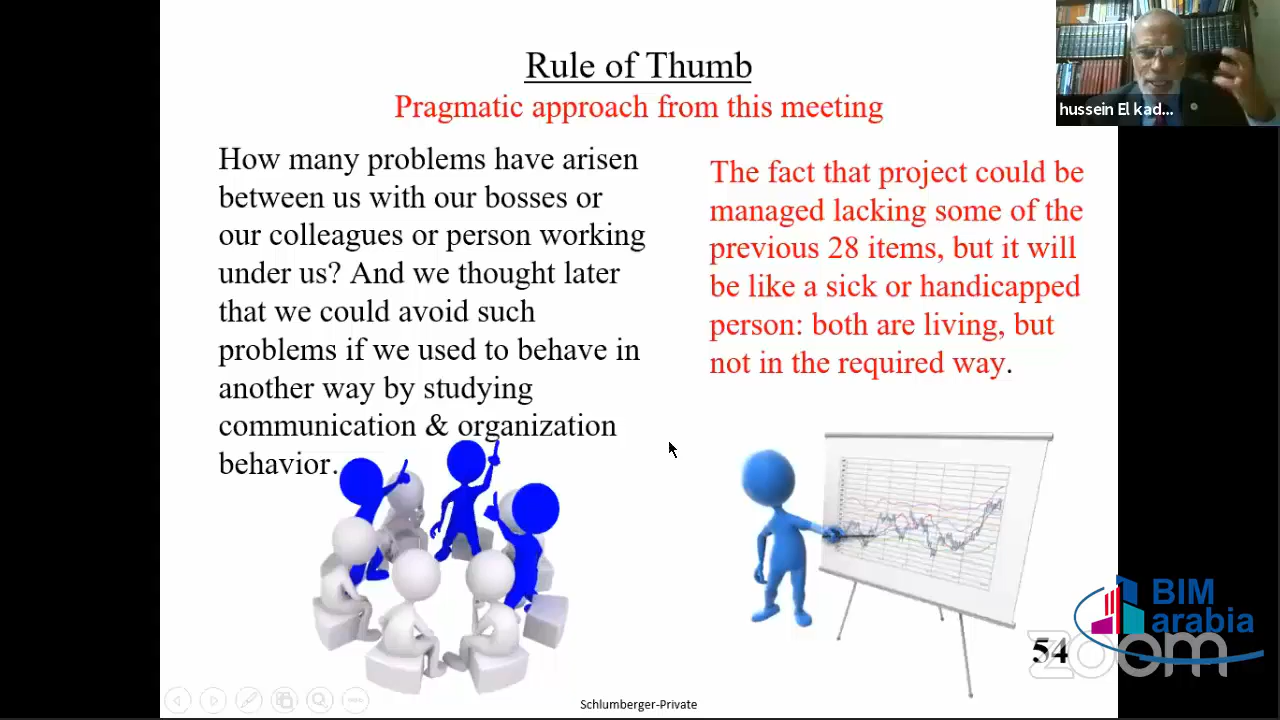 Rule of Thumb
Pragmatic approach from this meeting
How many problems have arisen
between us with our bosses or
our colleagues or person working
under us? And we thought later
that we could avoid such
problems if we used to behave in
another way by studying
communication & organization
behavior.
The fact that project could be
managed lacking some of the
previous 28 items, but it will
be like a sick or handicapped
person: both are living, but
not in the required way.
hussein El kad...
54
BIM
arabia
zoom
Schlumberger-Private